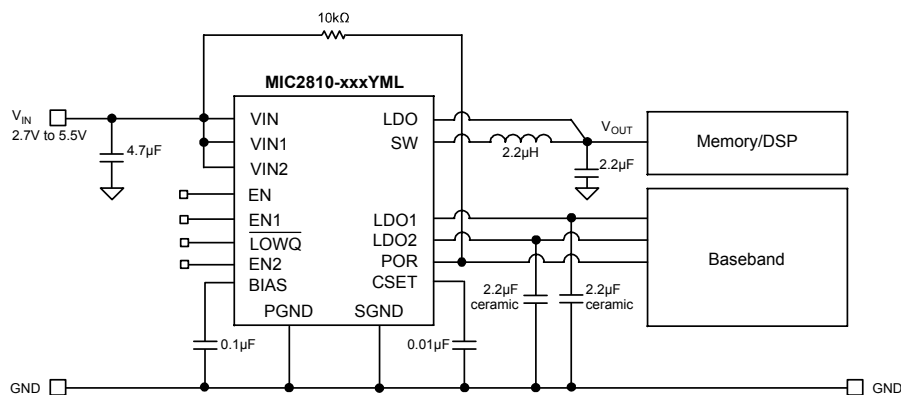 10kΩ
MIC2810-xxxYML
VIN
2.7V to 5.5V
4.7µF
VIN
VIN1
VIN2
EN
EN1
LOWQ
EN2
BIAS
PGND
SGND
LDO
SW
LDO1
LDO2
POR
CSET
2.2µH
VOUT
2.2µF
Memory/DSP
Baseband
2.2µF
ceramic
2.2µF
ceramic
0.1µF
0.01µF
GND
GND